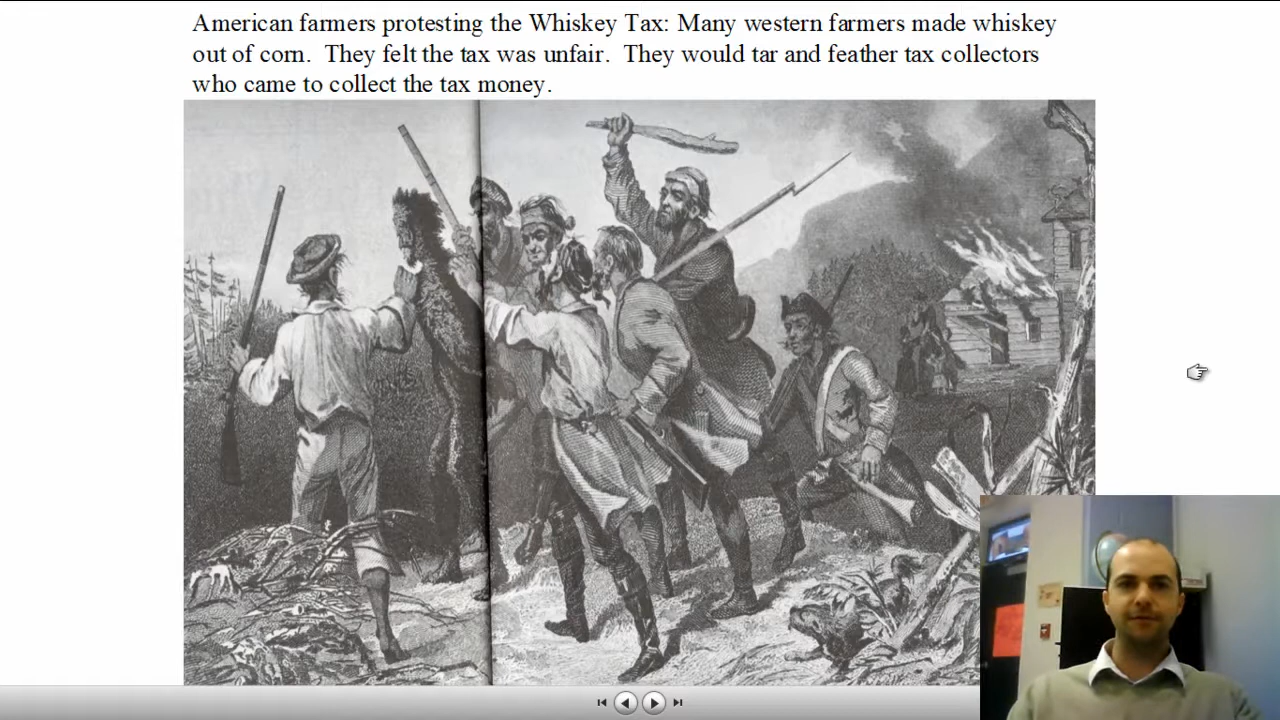 American farmers protesting the Whiskey Tax: Many western farmers made whiskey
out of corn.  They felt the tax was unfair.  They would tar and feather tax collectors
who came to collect the tax money.